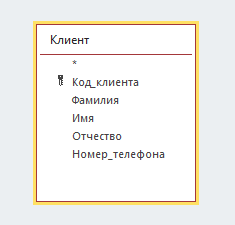 Клиент
*
Код_клиента
Фамилия
Имя
Отчество
Номер_телефона